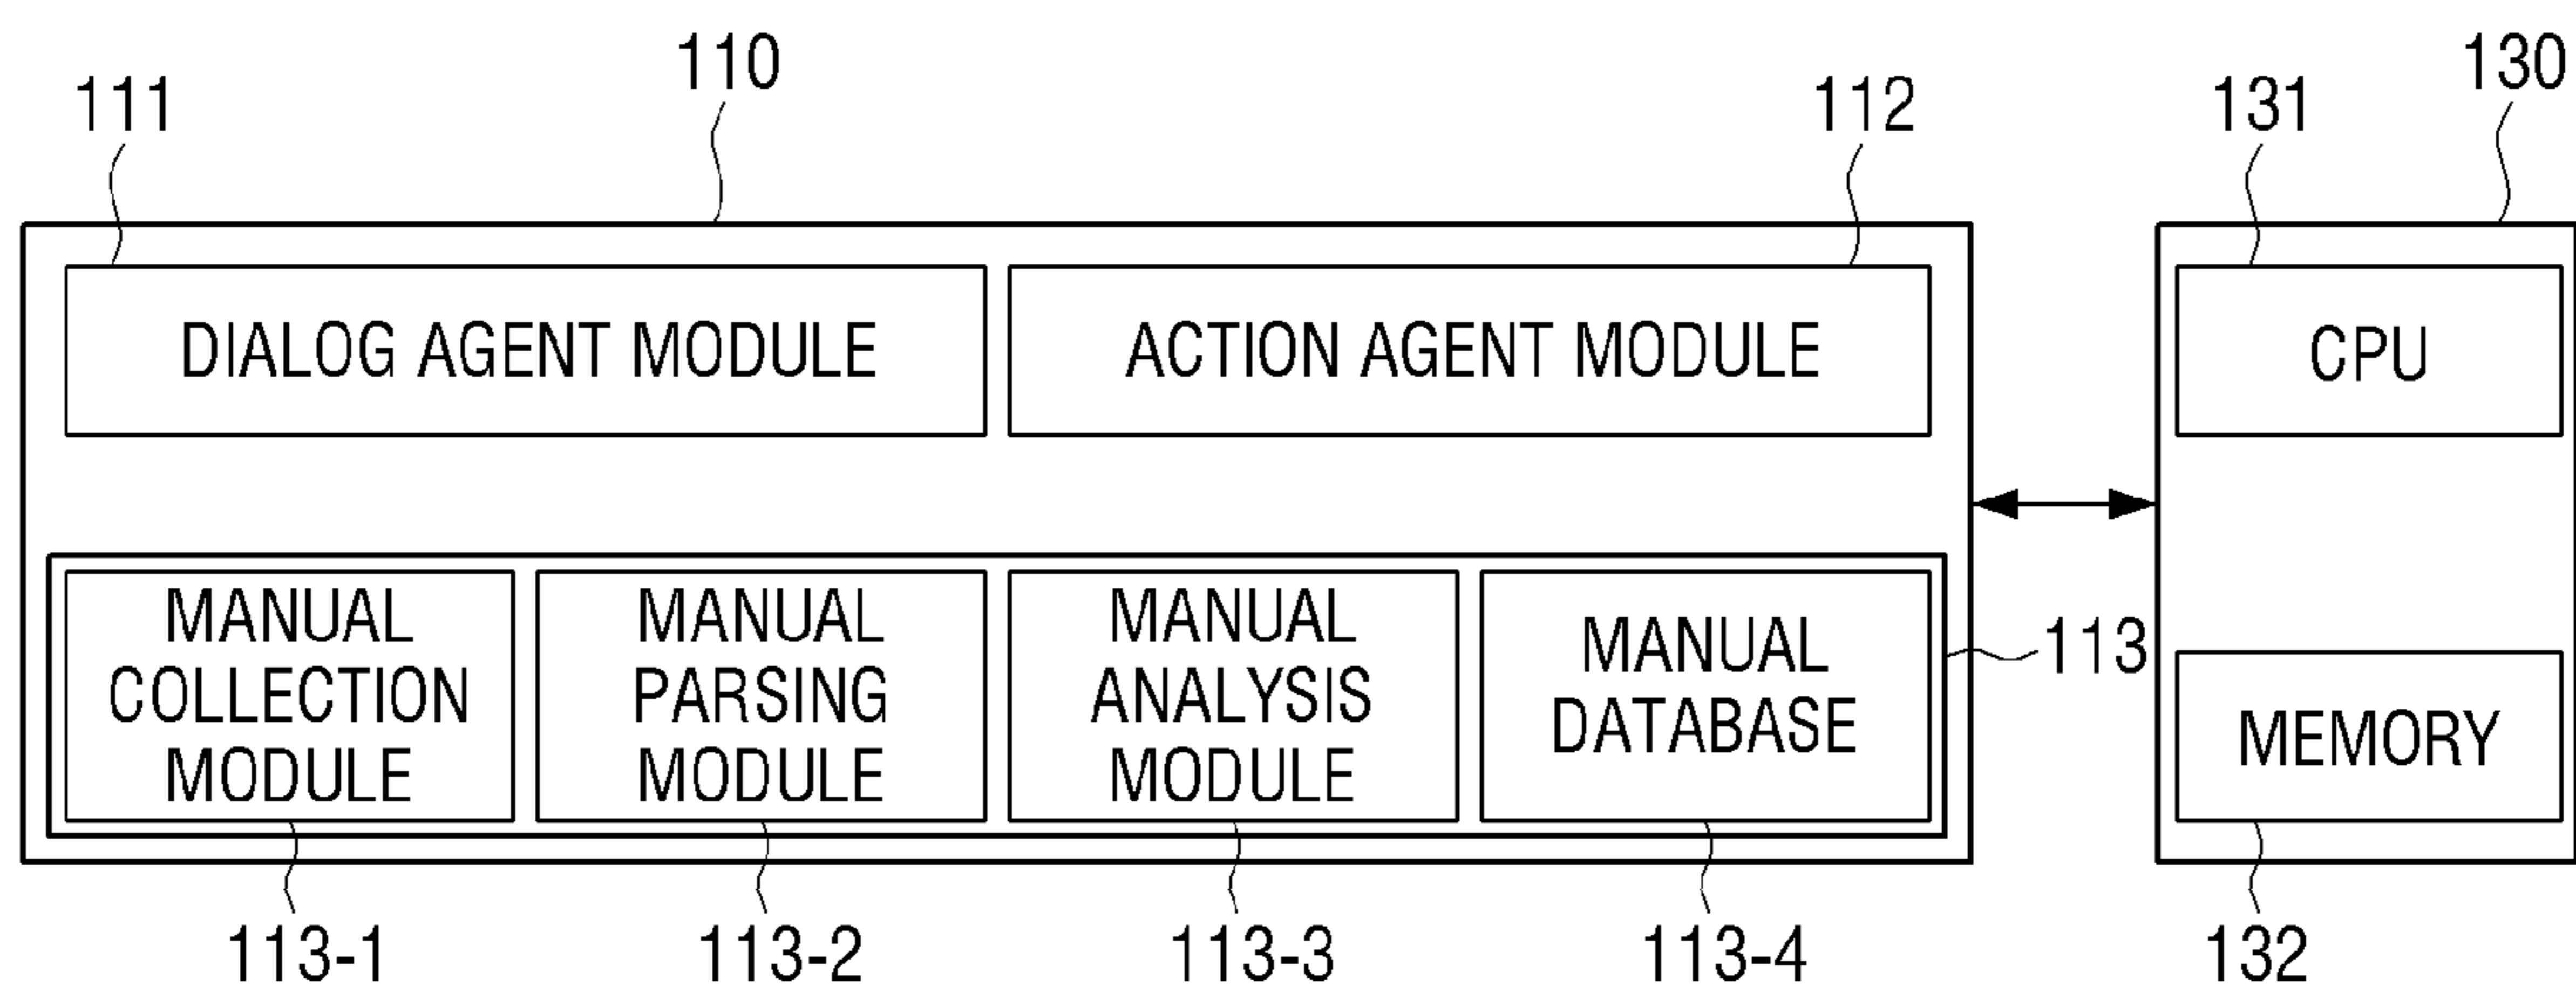 110
130
111
112
131
DIALOG AGENT MODULE
ACTION AGENT MODULE
CPU
MANUAL
COLLECTION
MODULE
MANUAL
PARSING
MODULE
MANUAL
ANALYSIS
MODULE
MANUAL
DATABASE
113
MEMORY
113-1
113-2
113-3
113-4
132